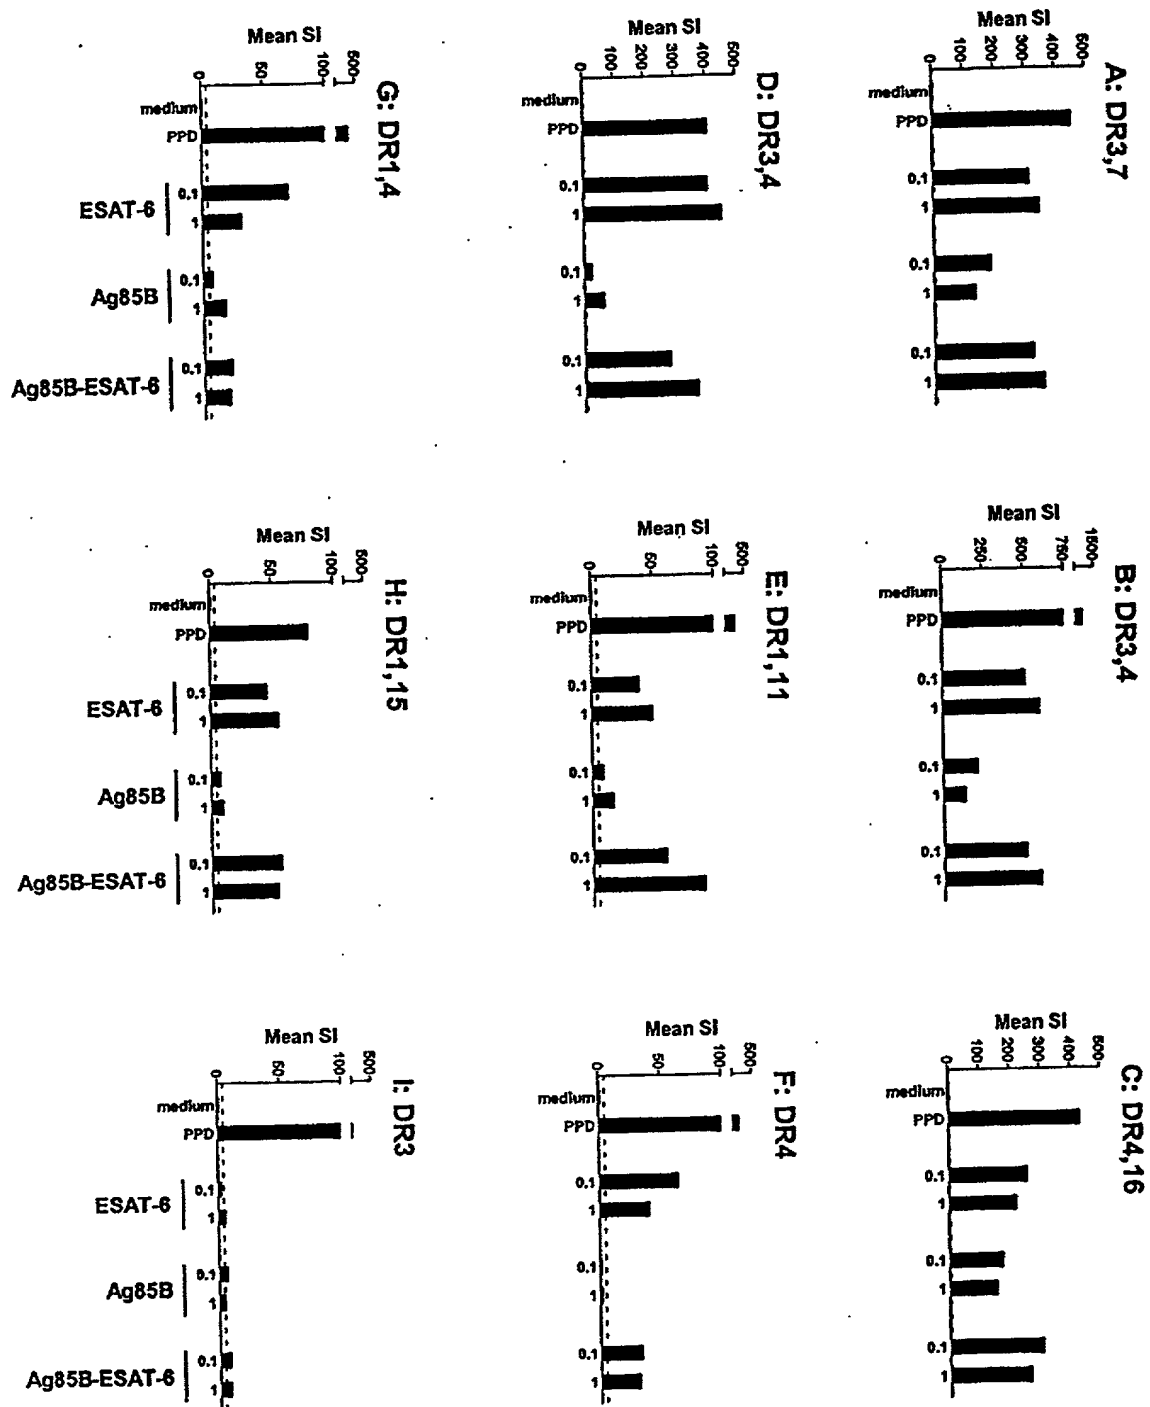 A: DR3,7
Mean SI
0
100
200
300
400
500
medium
PPD
0.1
1
0.1
1
0.1
1
B: DR3,4
Mean SI
0
250
500
750
1500
medium
PPD
0.1
1
0.1
1
0.1
1
C: DR4,16
Mean SI
0
100
200
300
400
500
medium
PPD
0.1
1
0.1
1
0.1
1
D: DR3,4
Mean SI
0
100
200
300
400
500
medium
PPD
0.1
1
0.1
1
0.1
1
E: DR1,11
Mean SI
0
50
100
500
medium
PPD
0.1
1
0.1
1
0.1
1
F: DR4
Mean SI
0
50
100
500
medium
PPD
0.1
1
0.1
1
0.1
1
G: DR1,4
Mean SI
0
50
100
500
medium
PPD
0.1
1
0.1
1
0.1
1
ESAT-6
Ag85B
Ag85B-ESAT-6
H: DR1,15
Mean SI
0
50
100
500
medium
PPD
0.1
1
0.1
1
0.1
1
ESAT-6
Ag85B
Ag85B-ESAT-6
I: DR3
Mean SI
0
50
100
500
medium
PPD
0.1
1
0.1
1
0.1
1
ESAT-6
Ag85B
Ag85B-ESAT-6